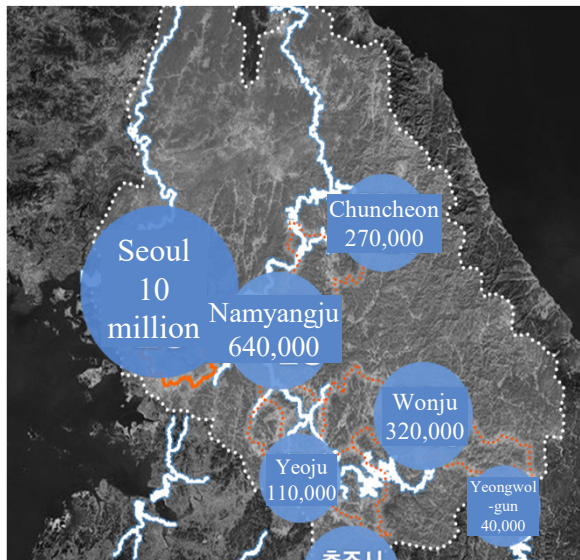 Chuncheon
270,000
Seoul
10
million
Namyangju
640,000
Wonju
320,000
Yeoju
110,000
Yeongwol
-gun
40,000